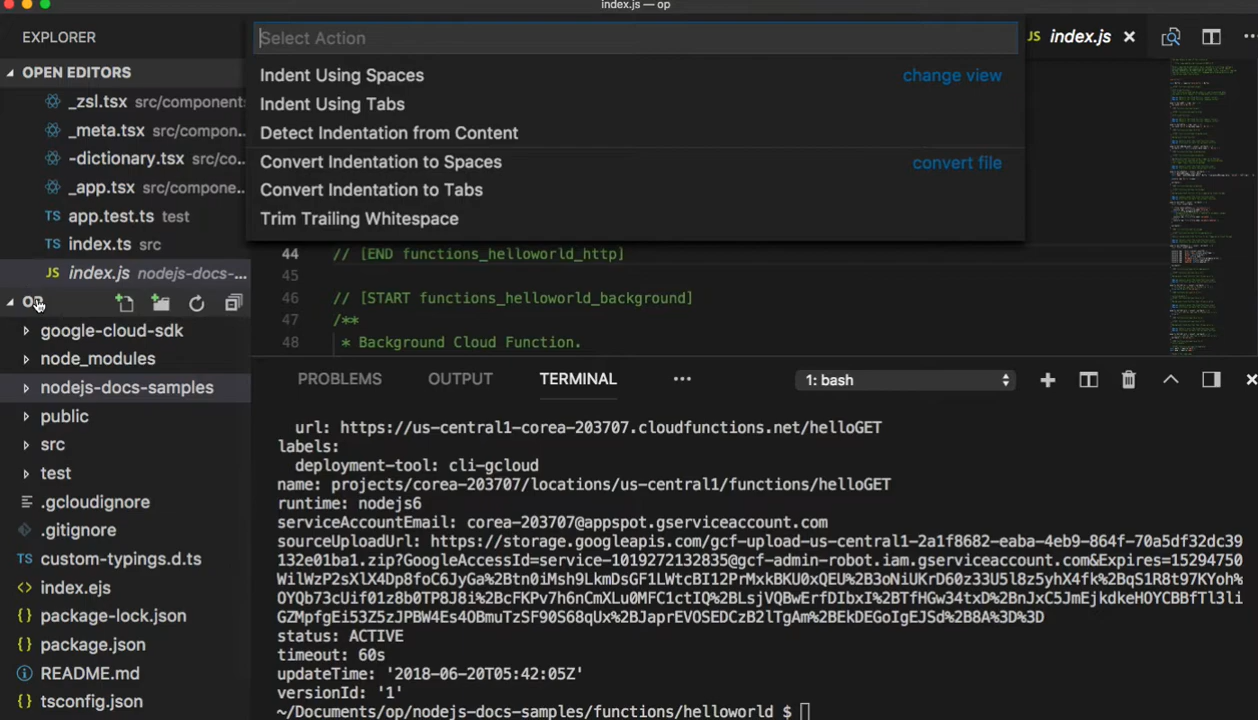 index.js — op
EXPLORER
OPEN EDITORS
_zsl.tsx src/component
_meta.tsx src/compon...
-dictionary.tsx src/co...
_app.tsx src/compone...
TS app.test.ts test
TS index.ts src
JS index.js nodejs-docs-...
OP
google-cloud-sdk
node_modules
nodejs-docs-samples
public
src
test
.gcloudignore
.gitignore
TS custom-typings.d.ts
<> index.ejs
{} package-lock.json
{} package.json
README.md
{} tsconfig.json
Select Action
Indent Using Spaces change view
Indent Using Tabs
Detect Indentation from Content
Convert Indentation to Spaces convert file
Convert Indentation to Tabs
Trim Trailing Whitespace
JS index.js
44 // [END functions_helloworld_http]
45
46 // [START functions_helloworld_background]
47 /**
48 * Background Cloud Function.
PROBLEMS OUTPUT TERMINAL ... 1: bash
url: https://us-central1-corea-203707.cloudfunctions.net/helloGET
labels:
deployment-tool: cli-gcloud
name: projects/corea-203707/locations/us-central1/functions/helloGET
runtime: nodejs6
serviceAccountEmail: corea-203707@appspot.gserviceaccount.com
sourceUploadUrl: https://storage.googleapis.com/gcf-upload-us-central1-2a1f8682-eaba-4eb9-864f-70a5df32dc39
132e01ba1.zip?GoogleAccessId=service-1019272132835@gcf-admin-robot.iam.gserviceaccount.com&Expires=15294750
WilWzP2sXlX4Dp8foC6JyGa%2Btn0iMsh9LkmDsGF1LWtcBI12PrMxkBKU0xQEU%2B3oNiUKrD60z33U5l8z5yhX4fk%2BqS1R8t97KYoh%
OYQb73cUif01z8b0TP8J8i%2BcFKPv7h6nCmXLu0MFC1ctIQ%2BLsjVQBwErfDIbxI%2BTfHGw34txD%2BnJxC5JmEjkdkeHOYCBBfTl3li
GZMpfgEi53Z5zJPBW4Es4OBmuTzSF90S68qUx%2BJaprEVOSEDCzB2lTgAm%2BEkDEGoIgEJSd%2B8A%3D%3D
status: ACTIVE
timeout: 60s
updateTime: '2018-06-20T05:42:05Z'
versionId: '1'
~/Documents/op/nodejs-docs-samples/functions/helloworld $